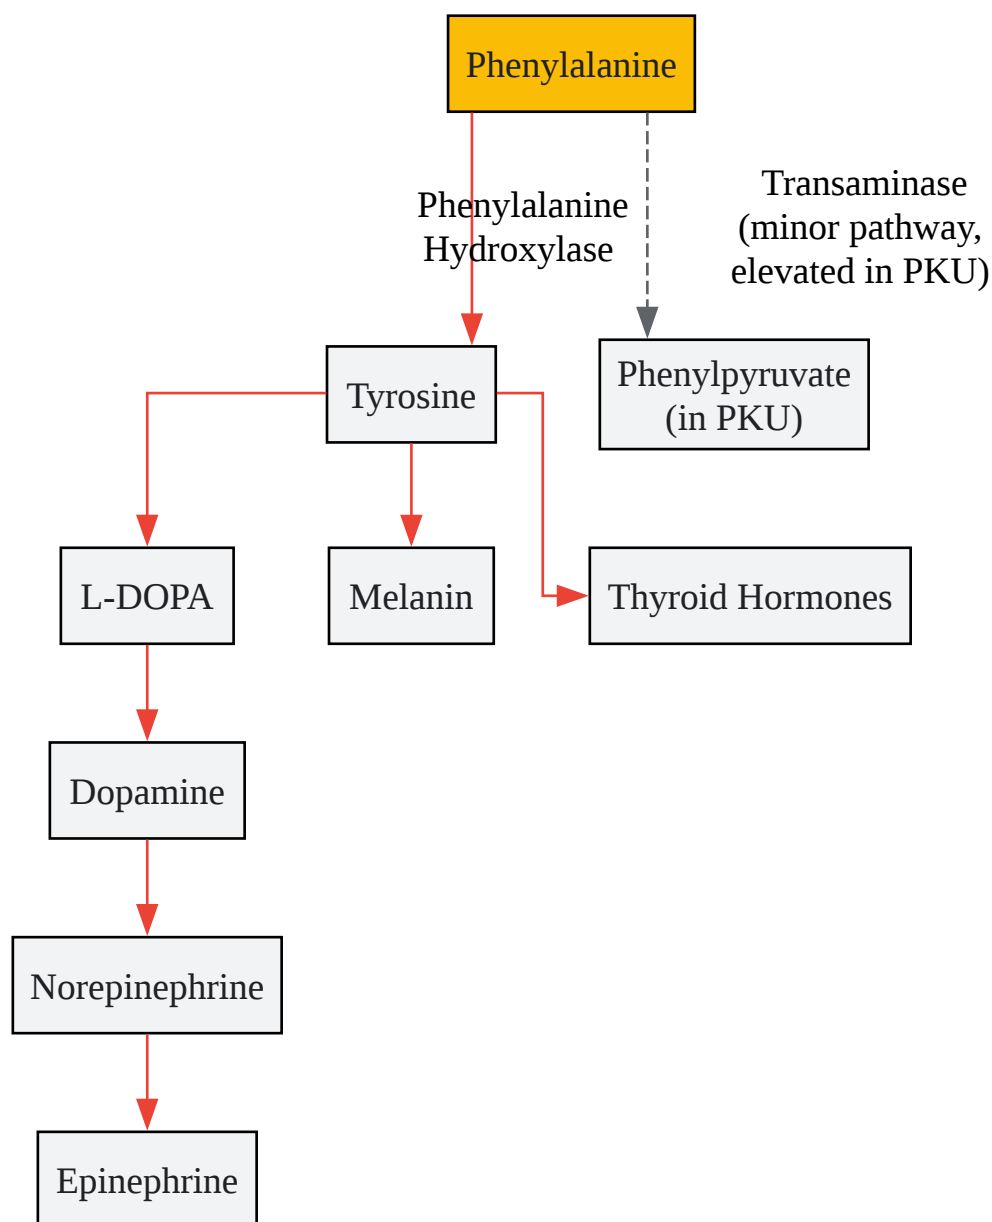 Phenylalanine
Phenylalanine
Hydroxylase
Transaminase
(minor pathway,
elevated in PKU)
Tyrosine
Phenylpyruvate
(in PKU)
L-DOPA
Melanin
Thyroid Hormones
Dopamine
Norepinephrine
Epinephrine